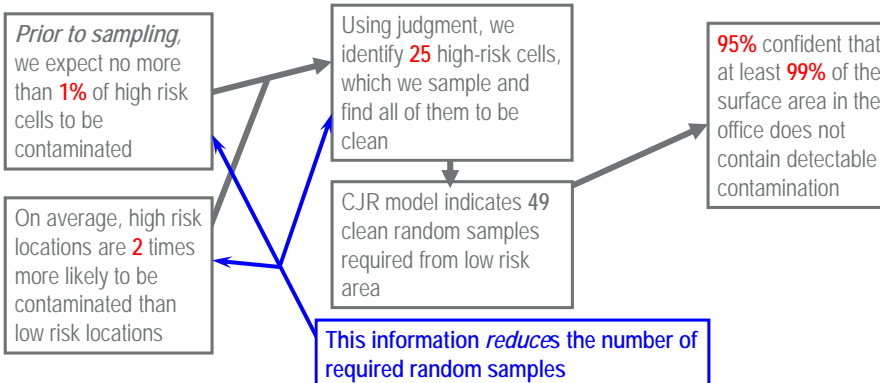 Prior to sampling,
we expect no more
than 1% of high risk
cells to be
contaminated
On average, high risk
locations are 2 times
more likely to be
contaminated than
low risk locations
Using judgment, we
identify 25 high-risk cells,
which we sample and
find all of them to be
clean
CJR model indicates 49
clean random samples
required from low risk
area
95% confident that
at least 99% of the
surface area in the
office does not
contain detectable
contamination
This information reduces the number of
required random samples